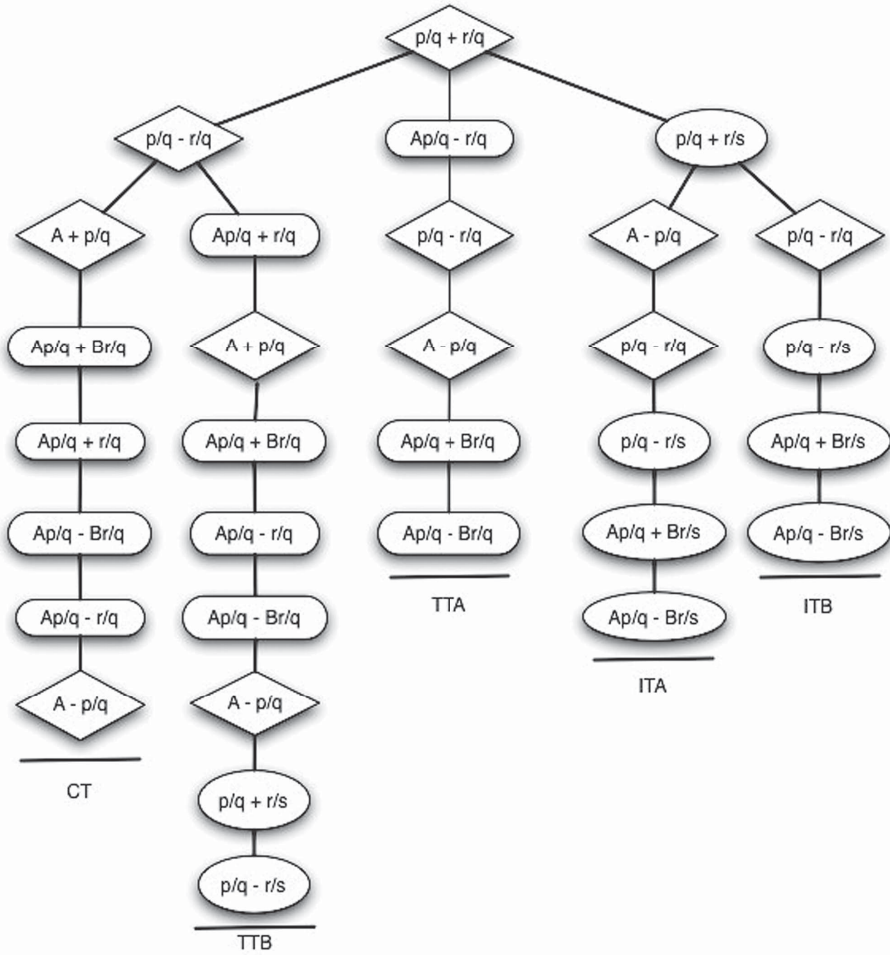 p/q + r/q
p/q - r/q
Ap/q - r/q
p/q + r/s
A + p/q
Ap/q + r/q
p/q - r/q
A - p/q
p/q - r/q
Ap/q + Br/q
A + p/q
A - p/q
p/q - r/q
p/q - r/s
Ap/q + r/q
Ap/q + Br/q
Ap/q + Br/q
p/q - r/s
Ap/q + Br/s
Ap/q - Br/q
Ap/q - r/q
Ap/q - Br/q
Ap/q + Br/s
Ap/q - Br/s
TTA
ITB
Ap/q - r/q
Ap/q - Br/q
Ap/q - Br/s
ITA
A - p/q
A - p/q
CT
p/q + r/s
p/q - r/s
TTB